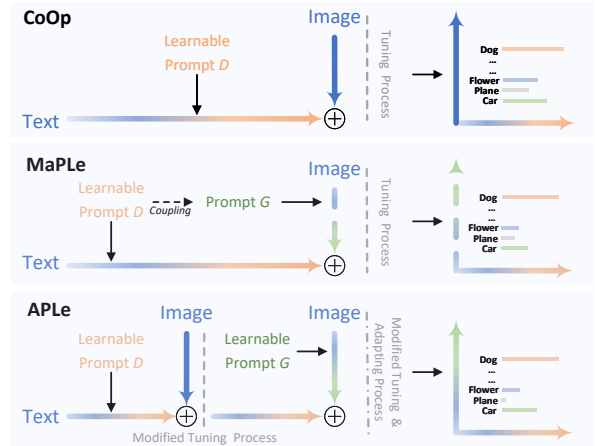 CoOp
Image
Learnable
Prompt D
Text
Tuning
Process
Dog
...
...
Flower
Plane
Car
MaPLe
Image
Learnable
Prompt D
Coupling
Prompt G
Text
Tuning Process
Dog
...
...
Flower
Plane
Car
APLe
Image
Image
Learnable
Prompt D
Learnable
Prompt G
Text
Modified Tuning Process
Modified Tuning &
Adapting Process
Dog
...
...
Flower
Plane
Car